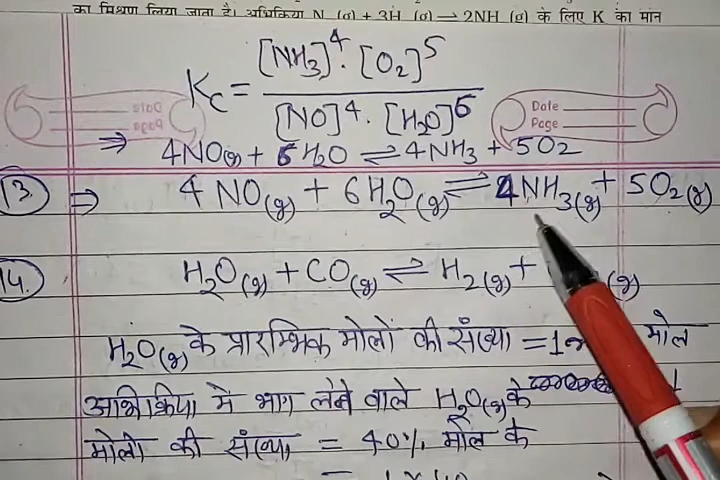 का मिश्रण लिया जाता है। अभिक्रिया N (g) + 3H (g) → 2NH (g) के लिए K का मान
Kc = [NH3]^4 . [O2]^5 / [NO]^4 . [H2O]^6
Date
Page
⇒ 4NO(g) + 6H2O ⇌ 4NH3 + 5O2
13. ⇒ 4NO(g) + 6H2O(g) ⇌ 4NH3(g) + 5O2(g)
14. H2O(g) + CO(g) ⇌ H2(g) + (g)
H2O(g) के प्रारम्भिक मोलों की संख्या = 1 मोल
अभिक्रिया में भाग लेने वाले H2O(g) के
मोलो की संख्या = 40% मोल के